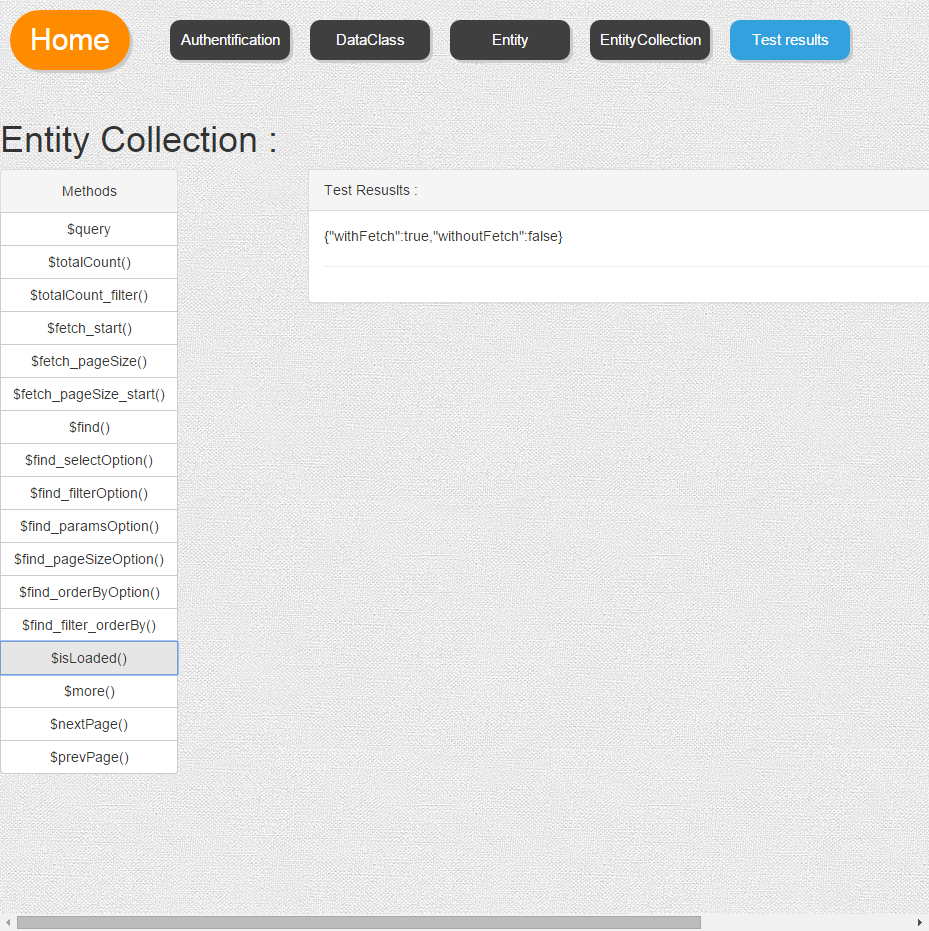 Home
Authentification
DataClass
Entity
EntityCollection
Test results
Entity Collection :
Methods
$query
$totalCount()
$totalCount_filter()
$fetch_start()
$fetch_pageSize()
$fetch_pageSize_start()
$find()
$find_selectOption()
$find_filterOption()
$find_paramsOption()
$find_pageSizeOption()
$find_orderByOption()
$find_filter_orderBy()
$isLoaded()
$more()
$nextPage()
$prevPage()
Test Resuslts :
{"withFetch":true,"withoutFetch":false}